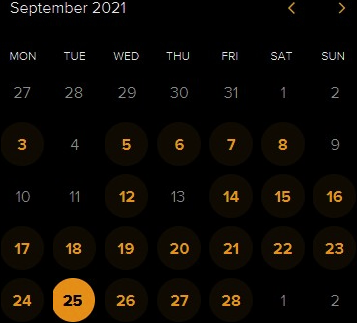 September 2021 < >
MON TUE WED THU FRI SAT SUN
27 28 29 30 31 1 2
3 4 5 6 7 8 9
10 11 12 13 14 15 16
17 18 19 20 21 22 23
24 25 26 27 28 1 2